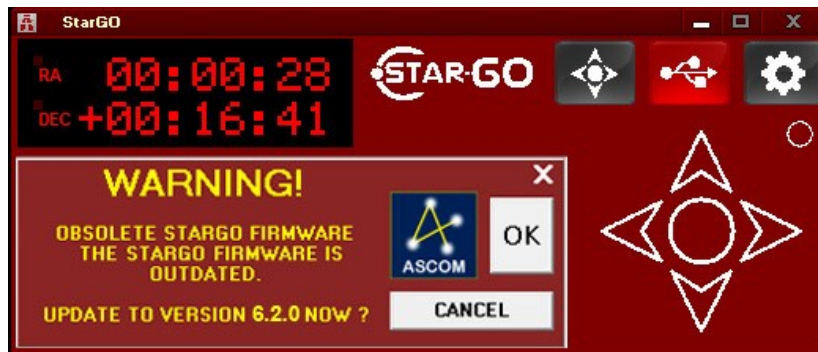 StarGO
RA 00:00:28
DEC +00:16:41
STAR-GO
WARNING!
OBSOLETE STARGO FIRMWARE
THE STARGO FIRMWARE IS
OUTDATED.
UPDATE TO VERSION 6.2.0 NOW ?
ASCOM
OK
CANCEL